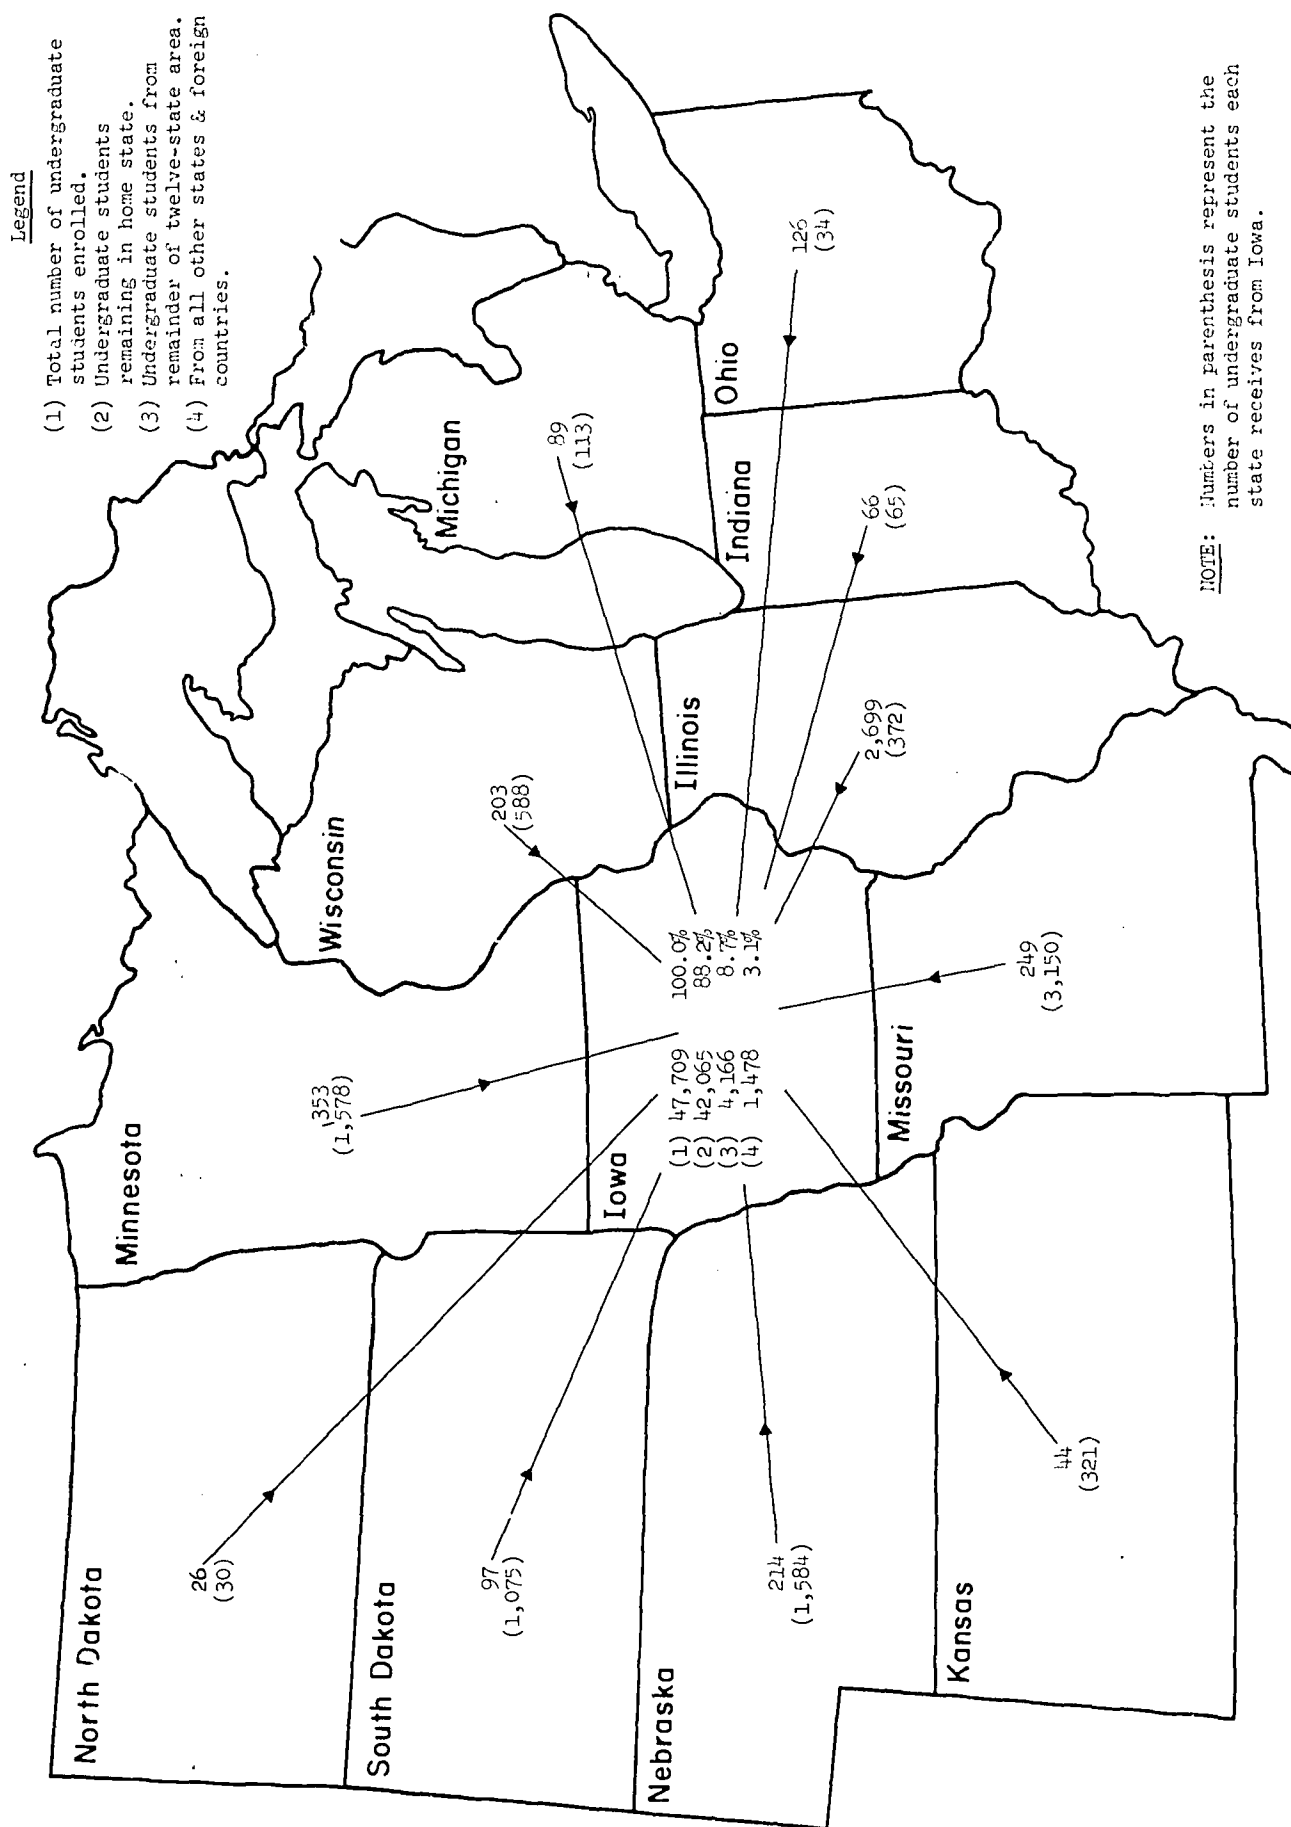 Legend
(1) Total number of undergraduate
students enrolled.
(2) Undergraduate students
remaining in home state.
(3) Undergraduate students from
remainder of twelve-state area.
(4) From all other states & foreign
countries.
North Dakota
26
(30)
South Dakota
97
(1,075)
Nebraska
214
(1,584)
Kansas
44
(321)
Minnesota
353
(1,578)
Iowa
(1) 47,709 100.0%
(2) 42,065 88.2%
(3) 4,166 8.7%
(4) 1,478 3.1%
Missouri
249
(3,150)
Wisconsin
203
(588)
Illinois
2,699
(372)
Michigan
89
(113)
Indiana
66
(65)
Ohio
126
(34)
NOTE: Numbers in parenthesis represent the
number of undergraduate students each
state receives from Iowa.